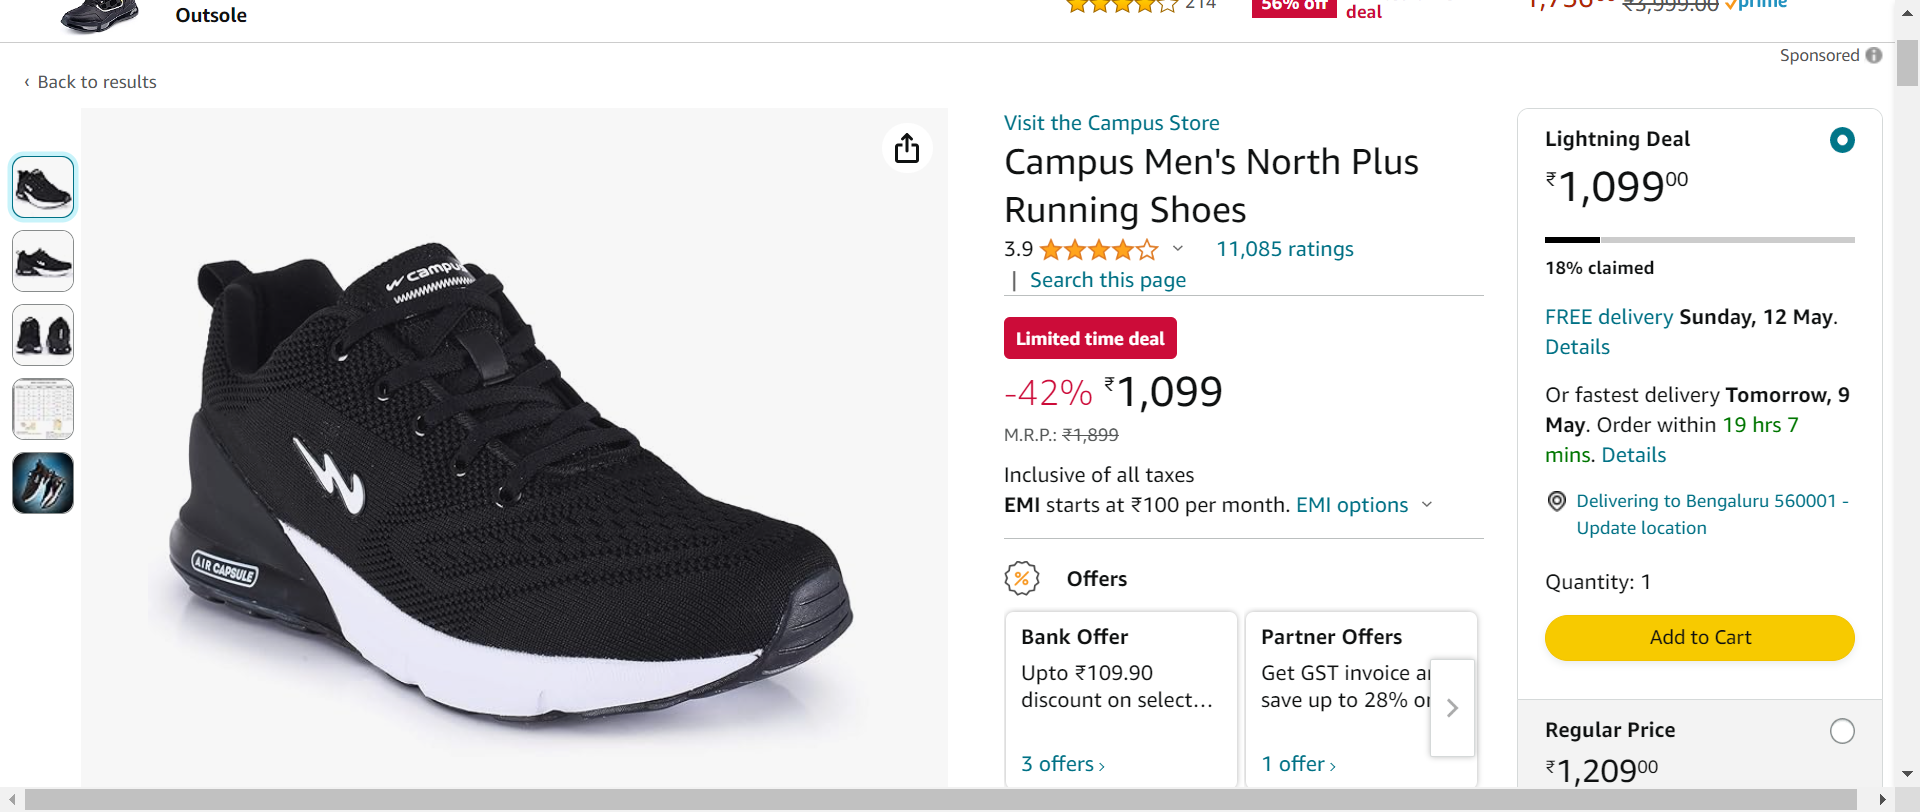 Outsole
214
56% off
deal
₹3,999.00 prime
Sponsored
‹ Back to results
campus
AIR CAPSULE
Visit the Campus Store
Campus Men's North Plus
Running Shoes
3.9 11,085 ratings
| Search this page
Limited time deal
-42% ₹1,099
M.R.P.: ₹1,899
Inclusive of all taxes
EMI starts at ₹100 per month. EMI options
Offers
Bank Offer
Upto ₹109.90
discount on select…
3 offers ›
Partner Offers
Get GST invoice
save up to 28%
1 offer ›
Lightning Deal
₹1,099 00
18% claimed
FREE delivery Sunday, 12 May.
Details
Or fastest delivery Tomorrow, 9
May. Order within 19 hrs 7
mins. Details
Delivering to Bengaluru 560001 -
Update location
Quantity: 1
Add to Cart
Regular Price
₹1,209 00